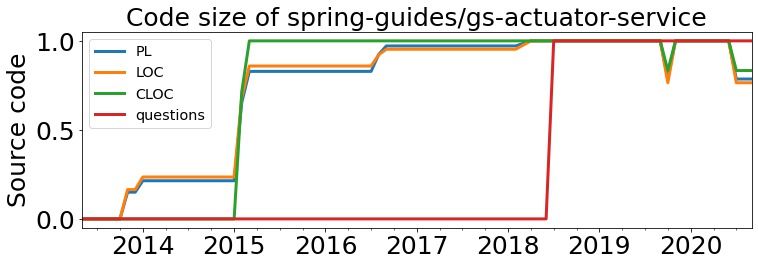 Code size of spring-guides/gs-actuator-service
Source code
1.0
0.5
0.0
PL
LOC
CLOC
questions
2014 2015 2016 2017 2018 2019 2020